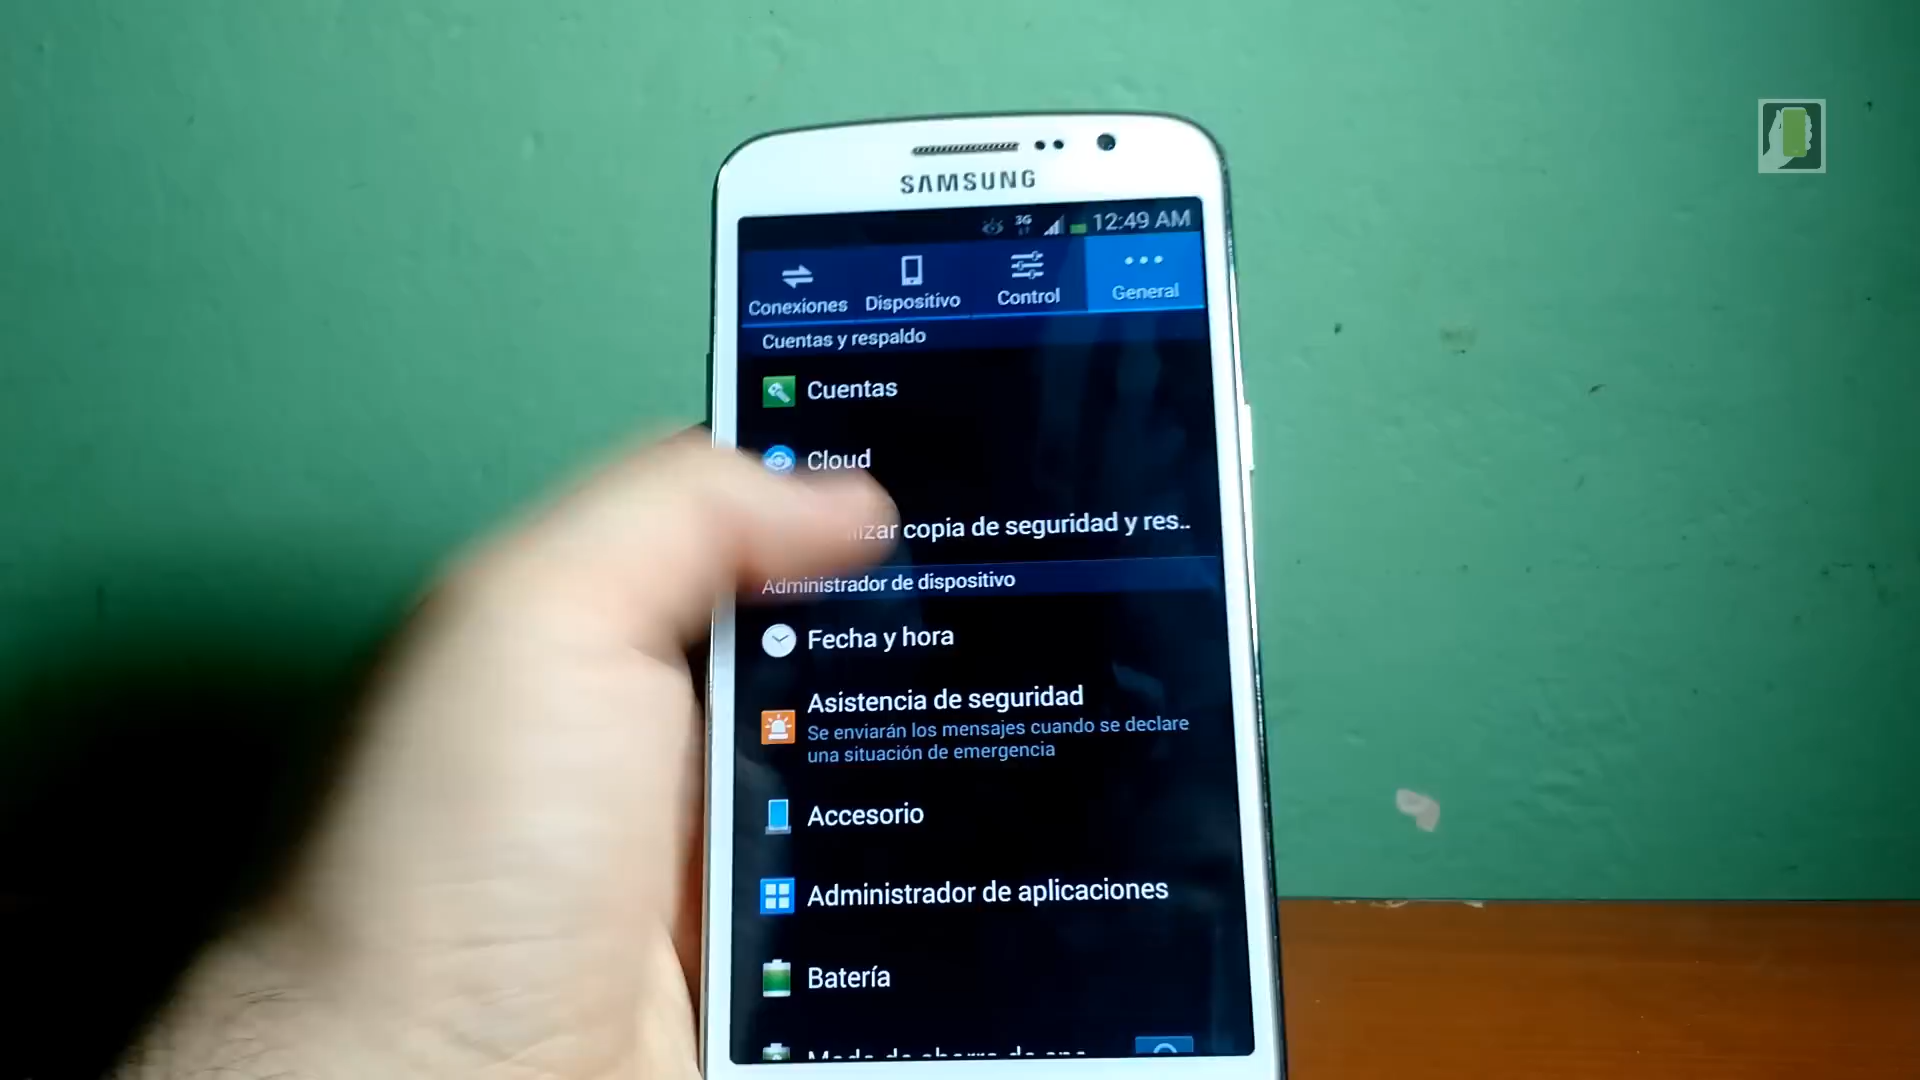 SAMSUNG
3G 12:49 AM
Conexiones Dispositivo Control General
Cuentas y respaldo
Cuentas
Cloud
copia de seguridad y res..
Administrador de dispositivo
Fecha y hora
Asistencia de seguridad
Se enviarán los mensajes cuando se declare
una situación de emergencia
Accesorio
Administrador de aplicaciones
Batería